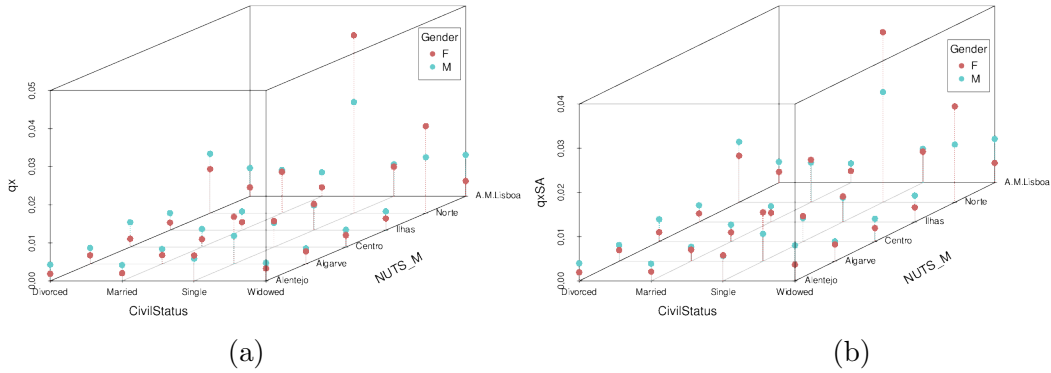 Gender
F
M
0.05
0.04
0.03
qx
0.02
0.01
0.00
A.M.Lisboa
Norte
Ilhas
Centro
Algarve
Alentejo
NUTS_M
Divorced Married Single Widowed
CivilStatus
(a)
Gender
F
M
0.04
0.03
qxSA
0.02
0.01
0.00
A.M.Lisboa
Norte
Ilhas
Centro
Algarve
Alentejo
NUTS_M
Divorced Married Single Widowed
CivilStatus
(b)